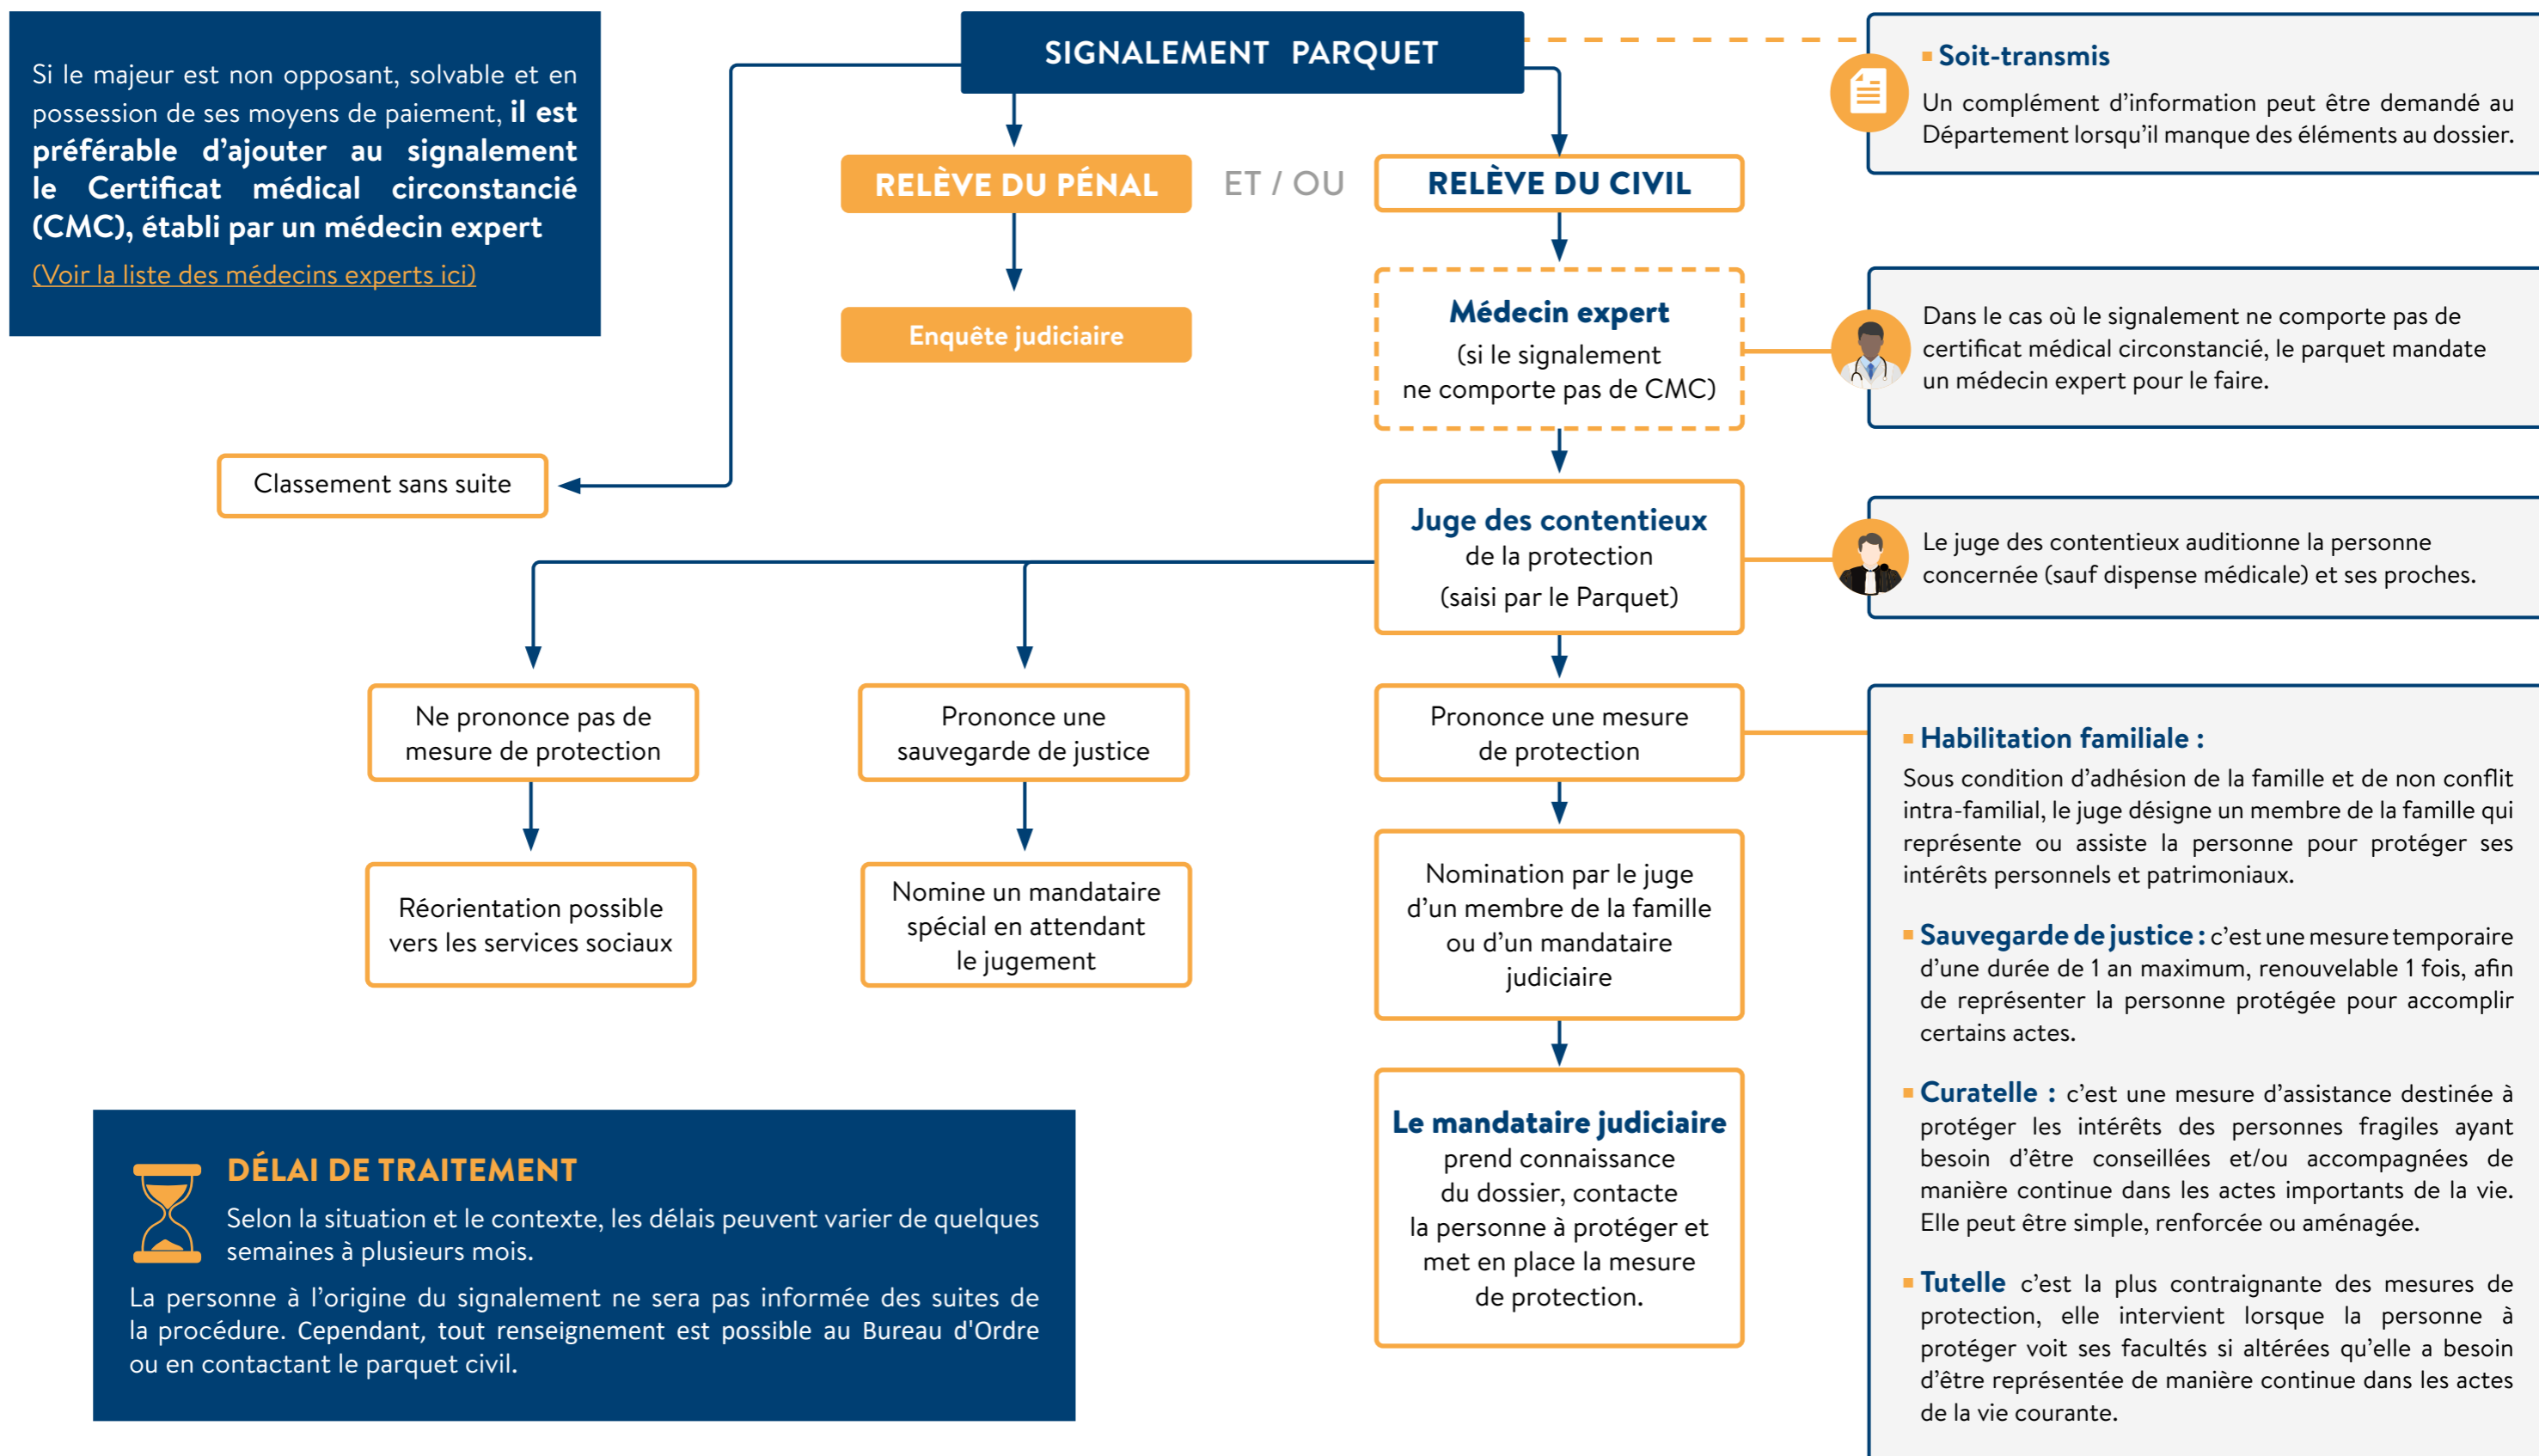 Si le majeur est non opposant, solvable et en
possession de ses moyens de paiement, il est
préférable d'ajouter au signalement
le Certificat médical circonstancié
(CMC), établi par un médecin expert
(Voir la liste des médecins experts ici)
SIGNALEMENT PARQUET
Soit-transmis
Un complément d'information peut être demandé au
Département lorsqu'il manque des éléments au dossier.
RELÈVE DU PÉNAL
ET / OU
RELÈVE DU CIVIL
Enquête judiciaire
Médecin expert
(si le signalement
ne comporte pas de CMC)
Dans le cas où le signalement ne comporte pas de
certificat médical circonstancié, le parquet mandate
un médecin expert pour le faire.
Classement sans suite
Juge des contentieux
de la protection
(saisi par le Parquet)
Le juge des contentieux auditionne la personne
concernée (sauf dispense médicale) et ses proches.
Ne prononce pas de
mesure de protection
Prononce une
sauvegarde de justice
Prononce une mesure
de protection
Réorientation possible
vers les services sociaux
Nomine un mandataire
spécial en attendant
le jugement
Nomination par le juge
d'un membre de la famille
ou d'un mandataire
judiciaire
Le mandataire judiciaire
prend connaissance
du dossier, contacte
la personne à protéger et
met en place la mesure
de protection.
Habilitation familiale :
Sous condition d'adhésion de la famille et de non conflit
intra-familial, le juge désigne un membre de la famille qui
représente ou assiste la personne pour protéger ses
intérêts personnels et patrimoniaux.
Sauvegarde de justice : c'est une mesure temporaire
d'une durée de 1 an maximum, renouvelable 1 fois, afin
de représenter la personne protégée pour accomplir
certains actes.
Curatelle : c'est une mesure d'assistance destinée à
protéger les intérêts des personnes fragiles ayant
besoin d'être conseillées et/ou accompagnées de
manière continue dans les actes importants de la vie.
Elle peut être simple, renforcée ou aménagée.
Tutelle c'est la plus contraignante des mesures de
protection, elle intervient lorsque la personne à
protéger voit ses facultés si altérées qu'elle a besoin
d'être représentée de manière continue dans les actes
de la vie courante.
DÉLAI DE TRAITEMENT
Selon la situation et le contexte, les délais peuvent varier de quelques
semaines à plusieurs mois.
La personne à l'origine du signalement ne sera pas informée des suites de
la procédure. Cependant, tout renseignement est possible au Bureau d'Ordre
ou en contactant le parquet civil.